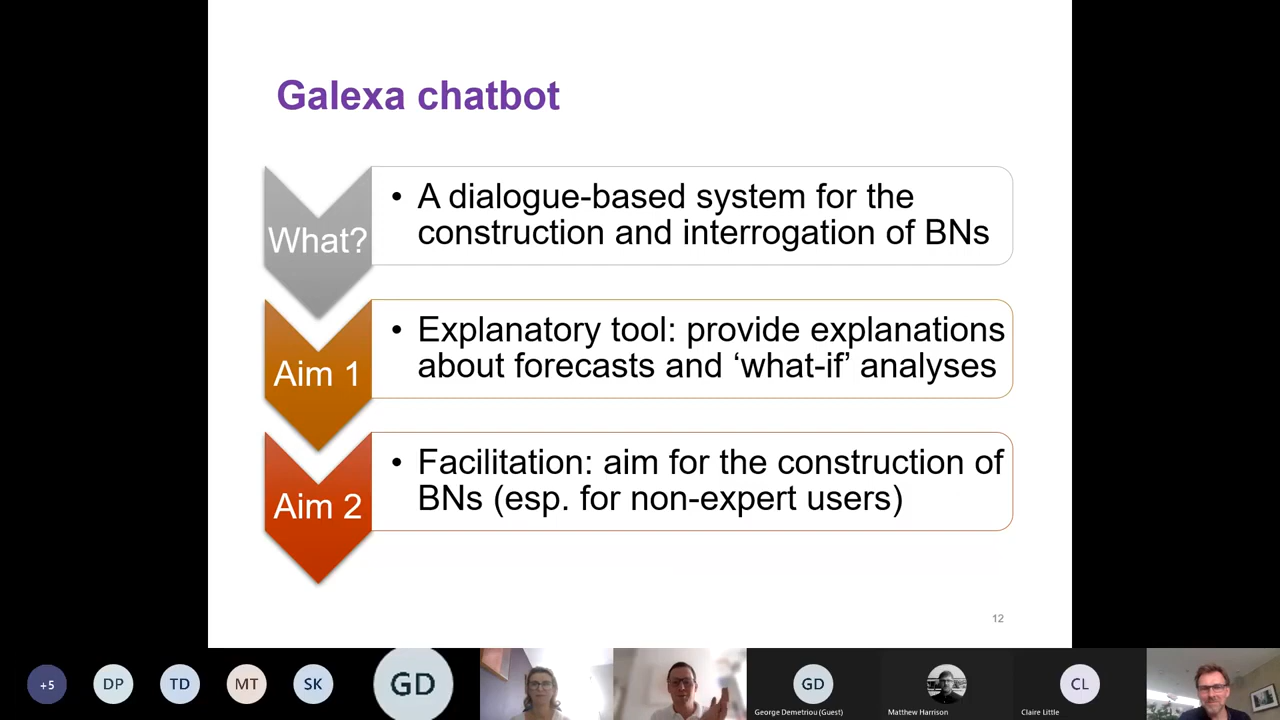 Galexa chatbot
What?
• A dialogue-based system for the
construction and interrogation of BNs
Aim 1
• Explanatory tool: provide explanations
about forecasts and ‘what-if’ analyses
Aim 2
• Facilitation: aim for the construction of
BNs (esp. for non-expert users)
12
+5
DP
TD
MT
SK
GD
GD
George Demetriou (Guest)
Matthew Harrison
CL
Claire Little